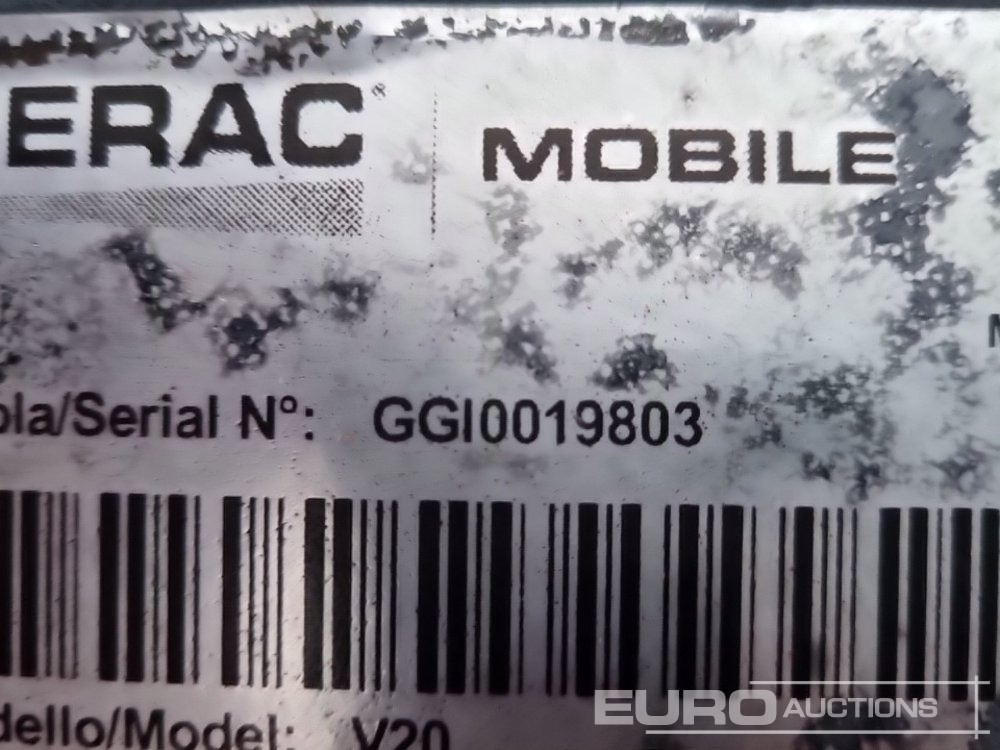 ERAC® MOBILE
ola/Serial N°: GGI0019803
dello/Model: V20
EURO AUCTIONS